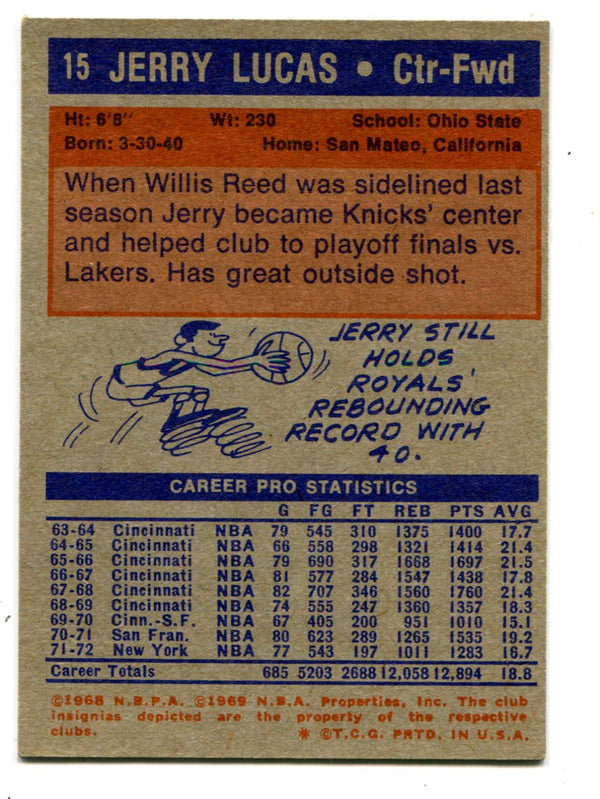 15 JERRY LUCAS • Ctr-Fwd
Ht: 6'8" Wt: 230 School: Ohio State
Born: 3-30-40 Home: San Mateo, California
When Willis Reed was sidelined last
season Jerry became Knicks' center
and helped club to playoff finals vs.
Lakers. Has great outside shot.
JERRY STILL
HOLDS
ROYALS'
REBOUNDING
RECORD WITH
40.
CAREER PRO STATISTICS
G FG FT REB PTS AVG
63-64 Cincinnati NBA 79 545 310 1375 1400 17.7
64-65 Cincinnati NBA 66 558 298 1321 1414 21.4
65-66 Cincinnati NBA 79 690 317 1668 1697 21.5
66-67 Cincinnati NBA 81 577 284 1547 1438 17.8
67-68 Cincinnati NBA 82 707 346 1560 1760 21.4
68-69 Cincinnati NBA 74 555 247 1360 1357 18.3
69-70 Cinn.-S.F. NBA 67 405 200 951 1010 15.1
70-71 San Fran. NBA 80 623 289 1265 1535 19.2
71-72 New York NBA 77 543 197 1011 1283 16.7
Career Totals 685 5203 2688 12,058 12,894 18.8
©1968 N.B.P.A. ©1969 N.B.A. Properties, Inc. The club
insignias depicted are the property of the respective
clubs. * ©T.C.G. PRTD. IN U.S.A.